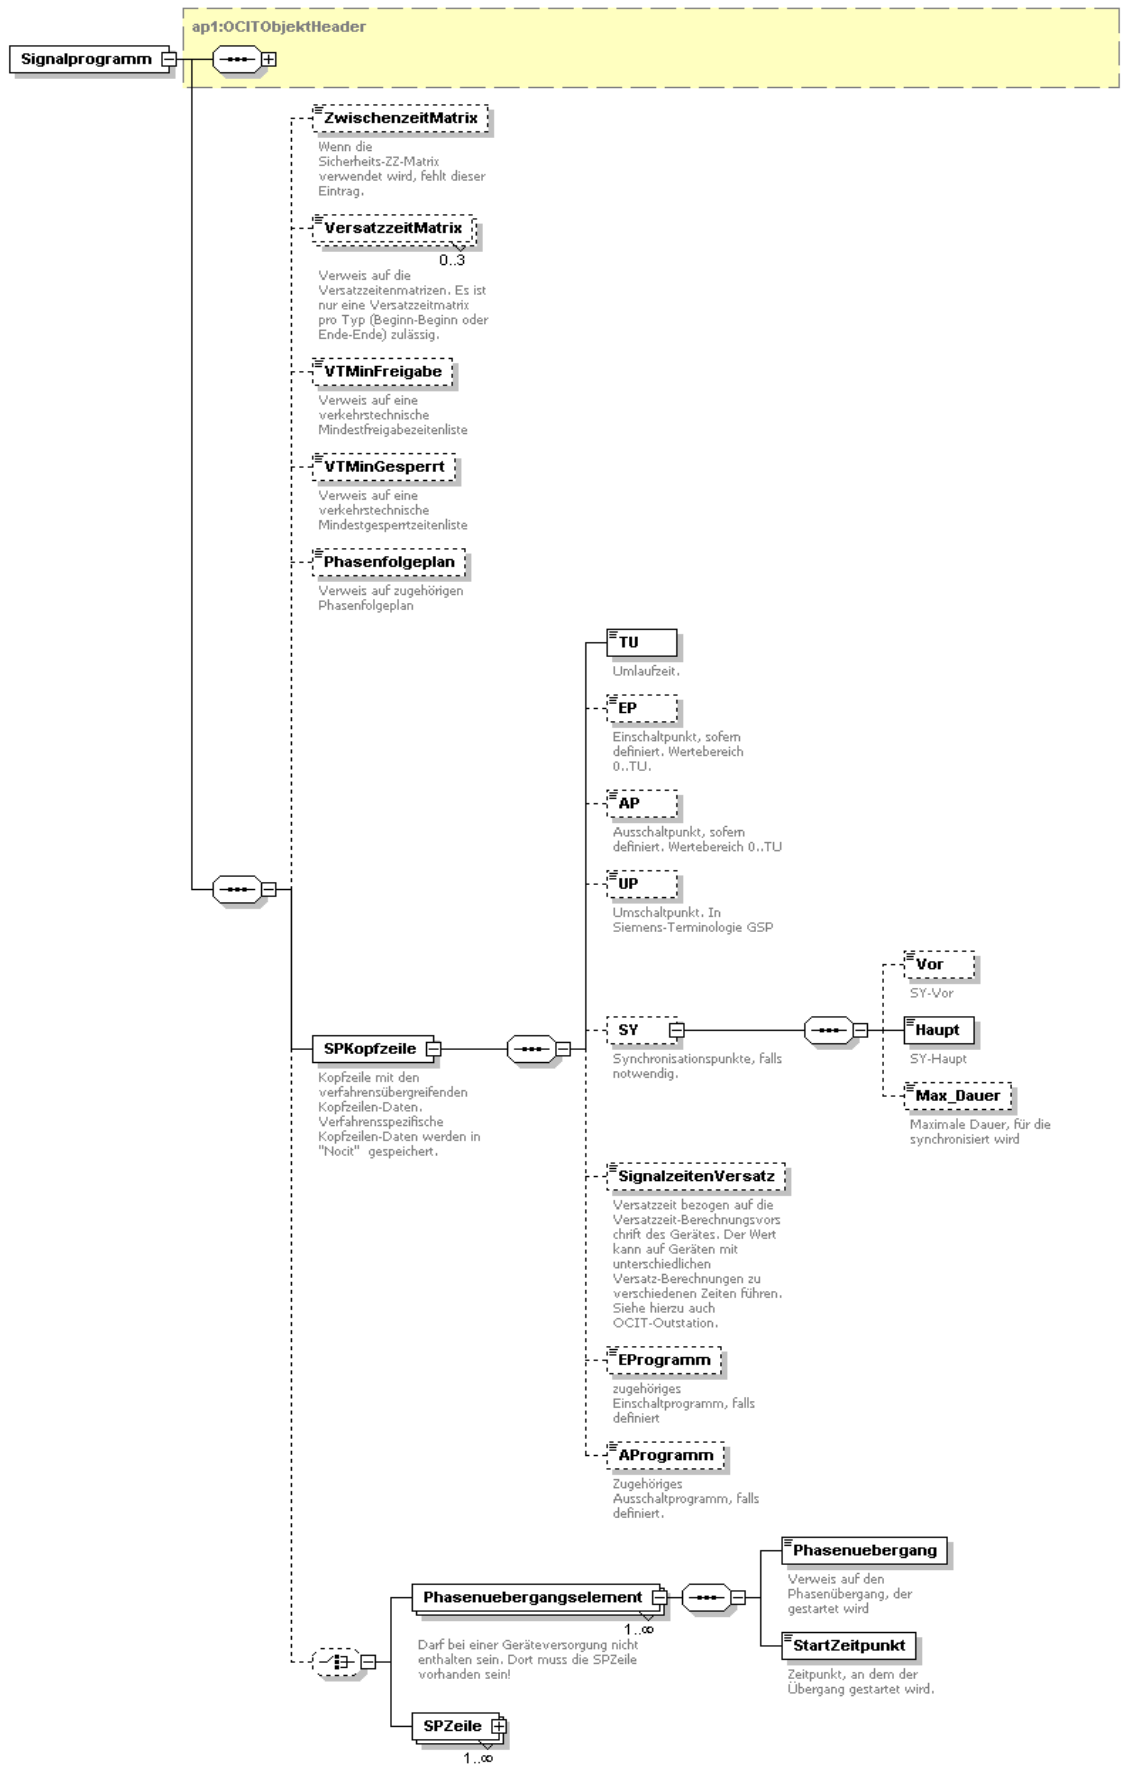 ap1:OCITObjektHeader
Signalprogramm
ZwischenzeitMatrix
Wenn die
Sicherheits-ZZ-Matrix
verwendet wird, fehlt dieser
Eintrag.
VersatzzeitMatrix
0..3
Verweis auf die
Versatzzeitenmatrizen. Es ist
nur eine Versatzzeitmatrix
pro Typ (Beginn-Beginn oder
Ende-Ende) zulässig.
VTMinFreigabe
Verweis auf eine
verkehrstechnische
Mindestfreigabezeitenliste
VTMinGesperrt
Verweis auf eine
verkehrstechnische
Mindestgesperrtzeitenliste
Phasenfolgeplan
Verweis auf zugehörigen
Phasenfolgeplan
TU
Umlaufzeit.
EP
Einschaltpunkt, sofern
definiert. Wertebereich
0..TU.
AP
Ausschaltpunkt, sofern
definiert. Wertebereich 0..TU
UP
Umschaltpunkt. In
Siemens-Terminologie GSP
Vor
SY-Vor
SY
Synchronisationspunkte, falls
notwendig.
Haupt
SY-Haupt
Max_Dauer
Maximale Dauer, für die
synchronisiert wird
SPKopfzeile
Kopfzeile mit den
verfahrensübergreifenden
Kopfzeilen-Daten.
Verfahrensspezifische
Kopfzeilen-Daten werden in
"Nocit" gespeichert.
SignalzeitenVersatz
Versatzzeit bezogen auf die
Versatzzeit-Berechnungsvors
chrift des Gerätes. Der Wert
kann auf Geräten mit
unterschiedlichen
Versatz-Berechnungen zu
verschiedenen Zeiten führen.
Siehe hierzu auch
OCIT-Outstation.
EProgramm
zugehöriges
Einschaltprogramm, falls
definiert
AProgramm
Zugehöriges
Ausschaltprogramm, falls
definiert.
Phasenuebergangselement
1..∞
Darf bei einer Geräteversorgung nicht
enthalten sein. Dort muss die SPZeile
vorhanden sein!
Phasenuebergang
Verweis auf den
Phasenübergang, der
gestartet wird
StartZeitpunkt
Zeitpunkt, an dem der
Übergang gestartet wird.
SPZeile
1..∞